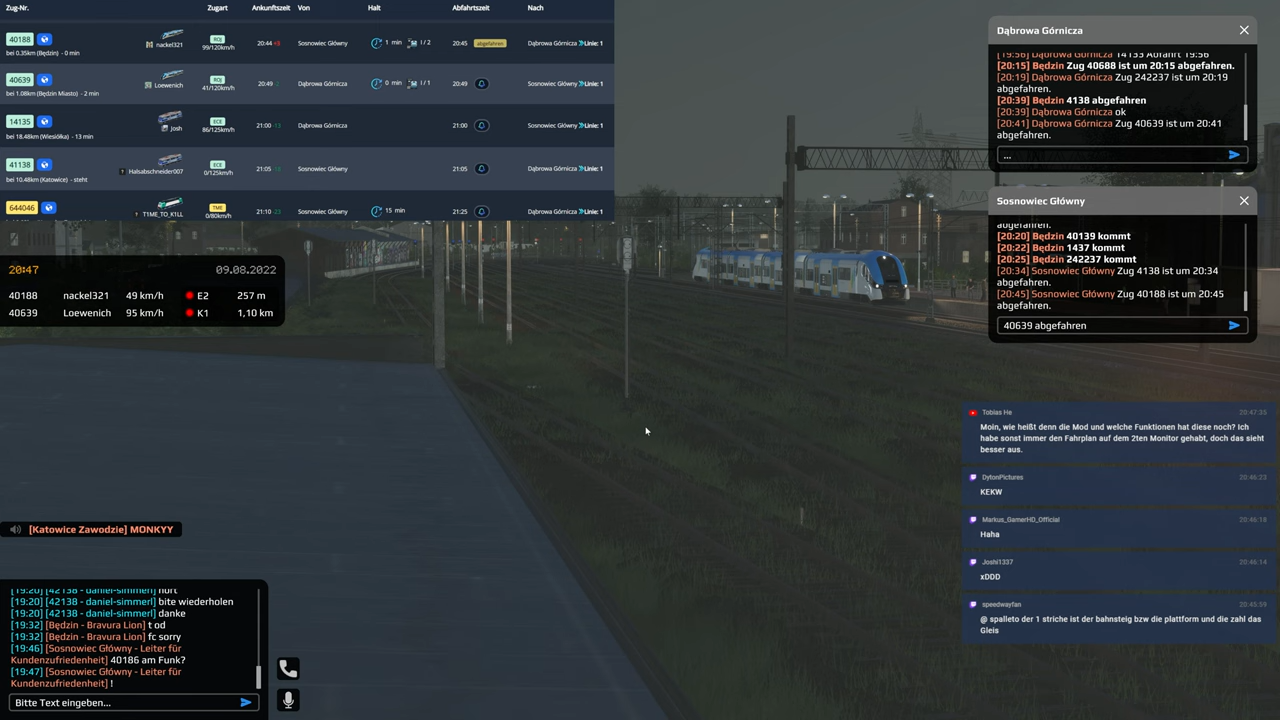 Zug-Nr. Zugart Ankunftszeit Von Halt Abfahrtszeit Nach
40188 nackel321 ROJ 99/120km/h 20:44 +3 Sosnowiec Główny 1 min I / 2 20:45 abgefahren Dąbrowa Górnicza Linie: 1
bei 0.35km (Będzin) - 0 min
40639 Loewenich ROJ 41/120km/h 20:49 Dąbrowa Górnicza 0 min I / 1 20:49 Sosnowiec Główny Linie: 1
bei 1.08km (Będzin Miasto) - 2 min
14135 Josh ECE 86/125km/h 21:00 Dąbrowa Górnicza 21:00 Sosnowiec Główny Linie: 1
bei 18.48km (Wiesiółka) - 13 min
41138 Halsabschneider007 ECE 0/125km/h 21:05 Sosnowiec Główny 21:05 Dąbrowa Górnicza Linie: 1
bei 10.48km (Katowice) - steht
644046 T1ME_TO_K1LL TME 0/80km/h 21:10 Sosnowiec Główny 15 min 21:25 Dąbrowa Górnicza Linie: 1
20:47 09.08.2022
40188 nackel321 49 km/h E2 257 m
40639 Loewenich 95 km/h K1 1,10 km
[Katowice Zawodzie] MONKYY
[19:20] [42138 - daniel-simmerl] hört
[19:20] [42138 - daniel-simmerl] bite wiederholen
[19:20] [42138 - daniel-simmerl] danke
[19:32] [Będzin - Bravura Lion] t od
[19:32] [Będzin - Bravura Lion] fc sorry
[19:46] [Sosnowiec Główny - Leiter für
Kundenzufriedenheit] 40186 am Funk?
[19:47] [Sosnowiec Główny - Leiter für
Kundenzufriedenheit] !
Bitte Text eingeben...
Dąbrowa Górnicza
[19:56] Dąbrowa Górnicza 14133 Abfahrt 19:56
[20:15] Będzin Zug 40688 ist um 20:15 abgefahren.
[20:19] Dąbrowa Górnicza Zug 242237 ist um 20:19
abgefahren.
[20:39] Będzin 4138 abgefahren
[20:39] Dąbrowa Górnicza ok
[20:41] Dąbrowa Górnicza Zug 40639 ist um 20:41
abgefahren.
...
Sosnowiec Główny
abgefahren.
[20:20] Będzin 40139 kommt
[20:22] Będzin 1437 kommt
[20:25] Będzin 242237 kommt
[20:34] Sosnowiec Główny Zug 4138 ist um 20:34
abgefahren.
[20:45] Sosnowiec Główny Zug 40188 ist um 20:45
abgefahren.
40639 abgefahren
Tobias He 20:47:35
Moin, wie heißt denn die Mod und welche Funktionen hat diese noch? Ich
habe sonst immer den Fahrplan auf dem 2ten Monitor gehabt, doch das sieht
besser aus.
DytonPictures 20:46:23
KEKW
Markus_GamerHD_Official 20:46:18
Haha
Joshi1337 20:46:14
xDDD
speedwayfan 20:45:59
@ spalleto der 1 striche ist der bahnsteig bzw die plattform und die zahl das
Gleis